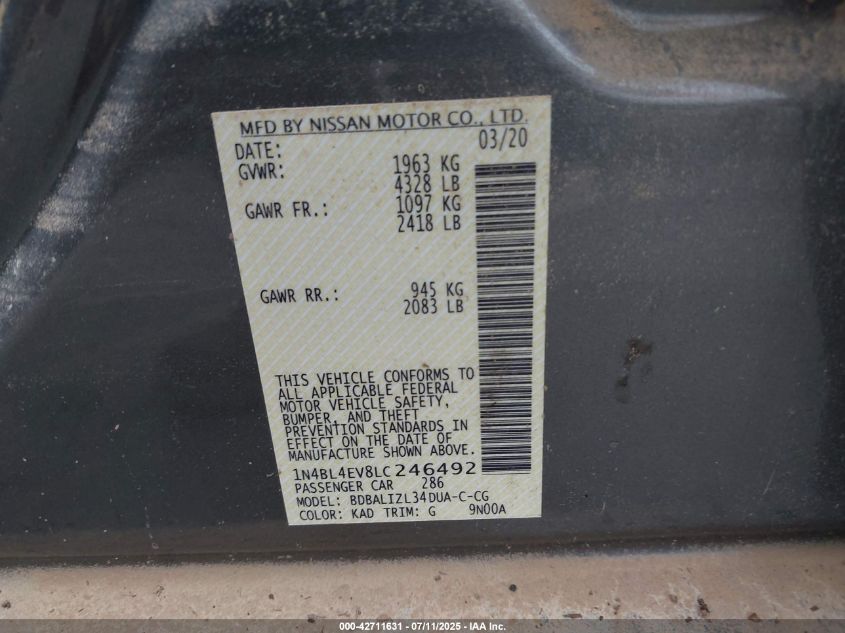 MFD BY NISSAN MOTOR CO., LTD.
DATE: 03/20
GVWR: 1963 KG
4328 LB
GAWR FR.: 1097 KG
2418 LB
GAWR RR.: 945 KG
2083 LB
THIS VEHICLE CONFORMS TO
ALL APPLICABLE FEDERAL
MOTOR VEHICLE SAFETY,
BUMPER, AND THEFT
PREVENTION STANDARDS IN
EFFECT ON THE DATE OF
MANUFACTURE SHOWN ABOVE.
1N4BL4EV8LC246492
PASSENGER CAR 286
MODEL: BDBALIZL34DUA-C-CG
COLOR: KAD TRIM: G 9N00A
000-42711631 - 07/11/2025 - IAA Inc.